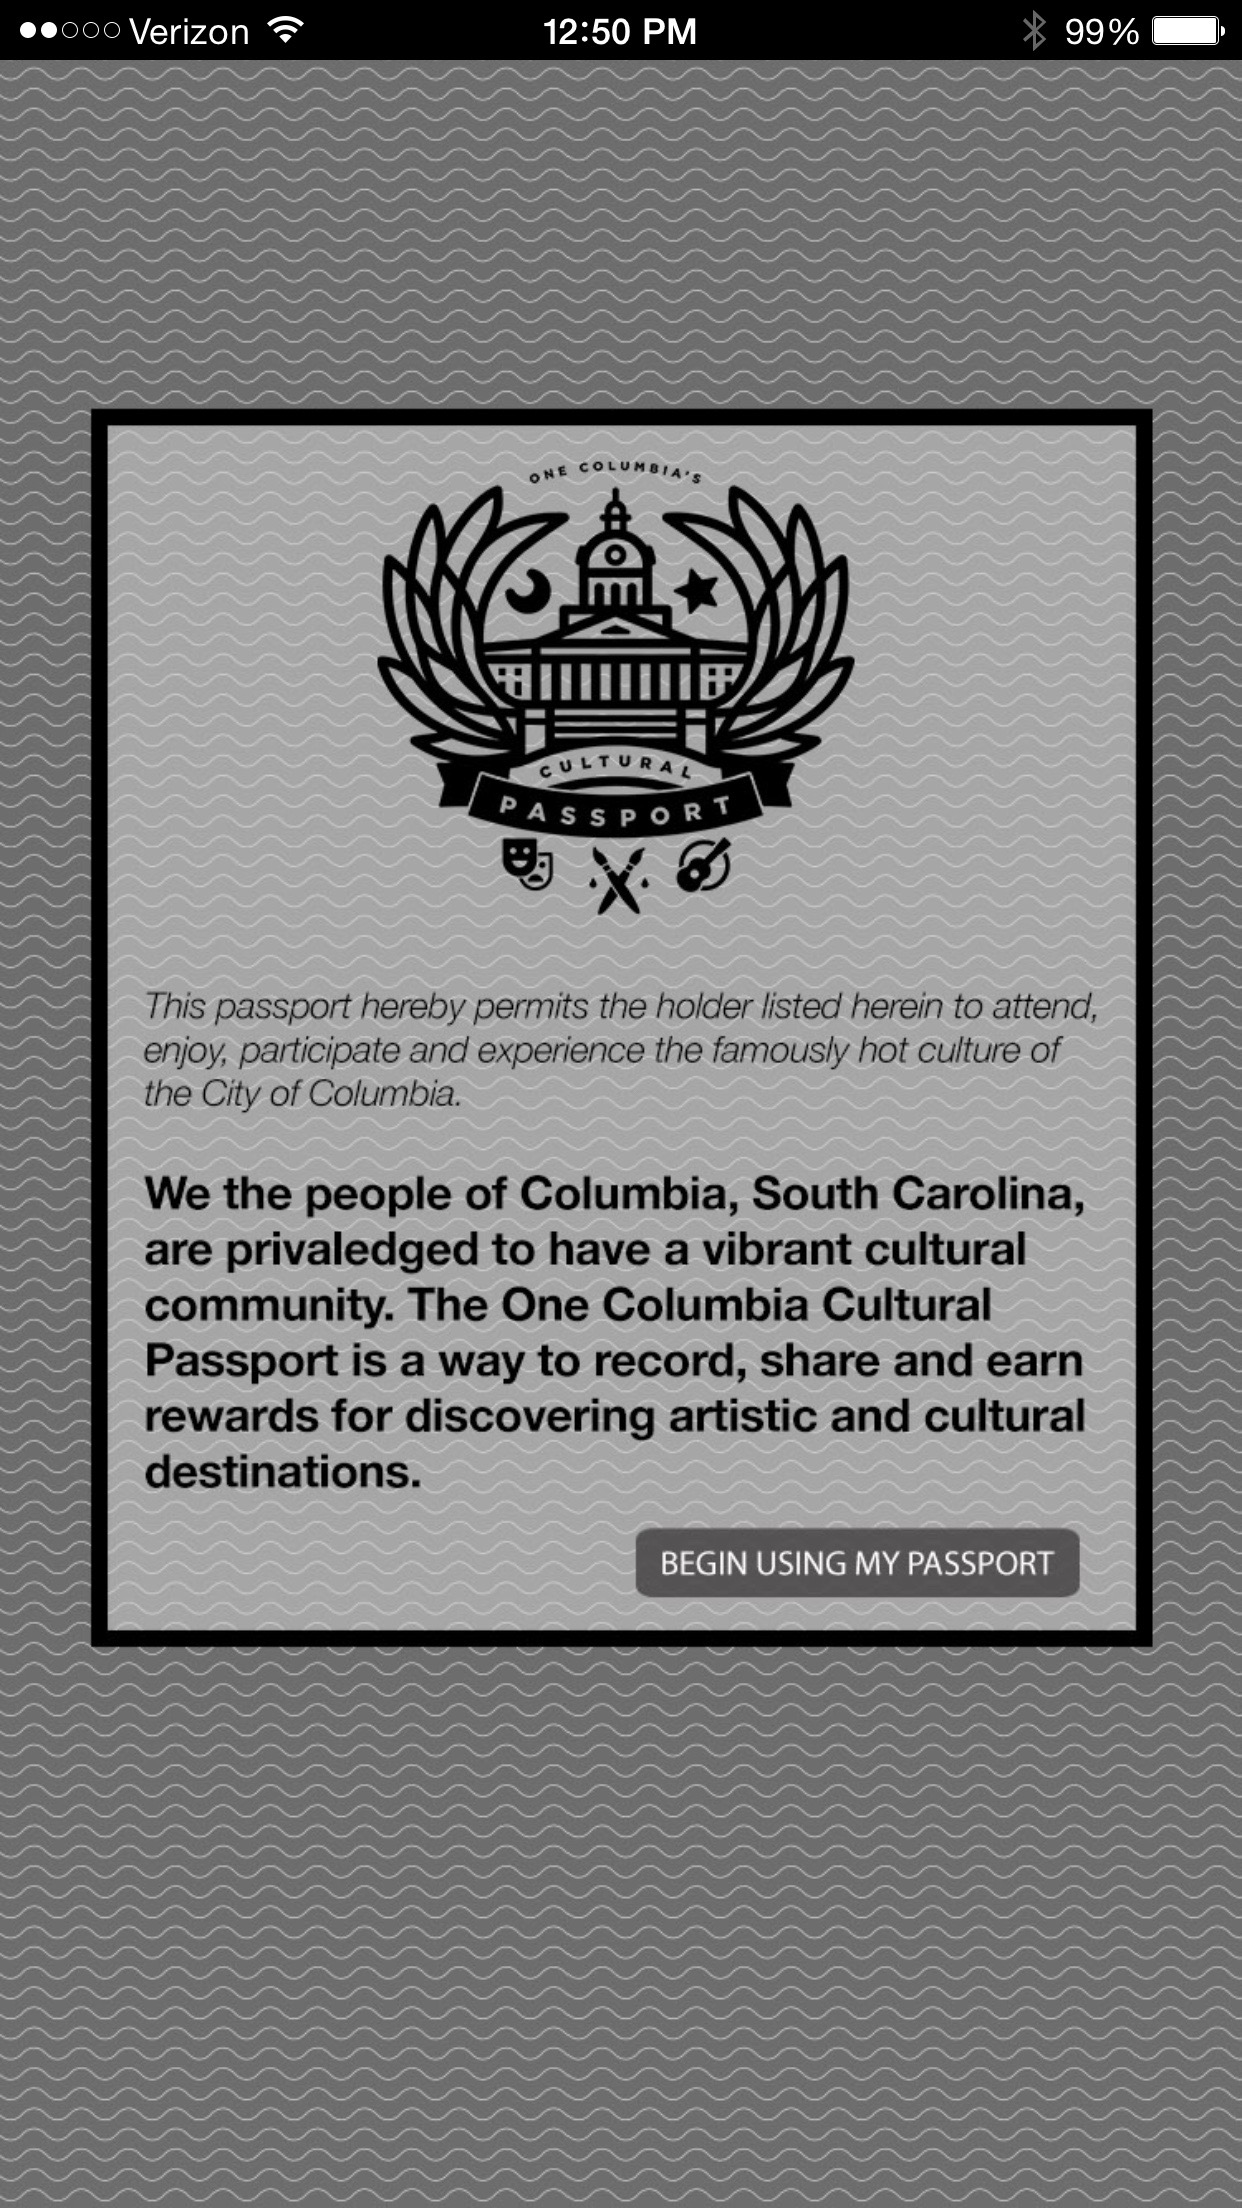 Verizon 12:50 PM 99%
ONE COLUMBIA'S
CULTURAL
PASSPORT
This passport hereby permits the holder listed herein to attend,
enjoy, participate and experience the famously hot culture of
the City of Columbia.
We the people of Columbia, South Carolina,
are privaledged to have a vibrant cultural
community. The One Columbia Cultural
Passport is a way to record, share and earn
rewards for discovering artistic and cultural
destinations.
BEGIN USING MY PASSPORT